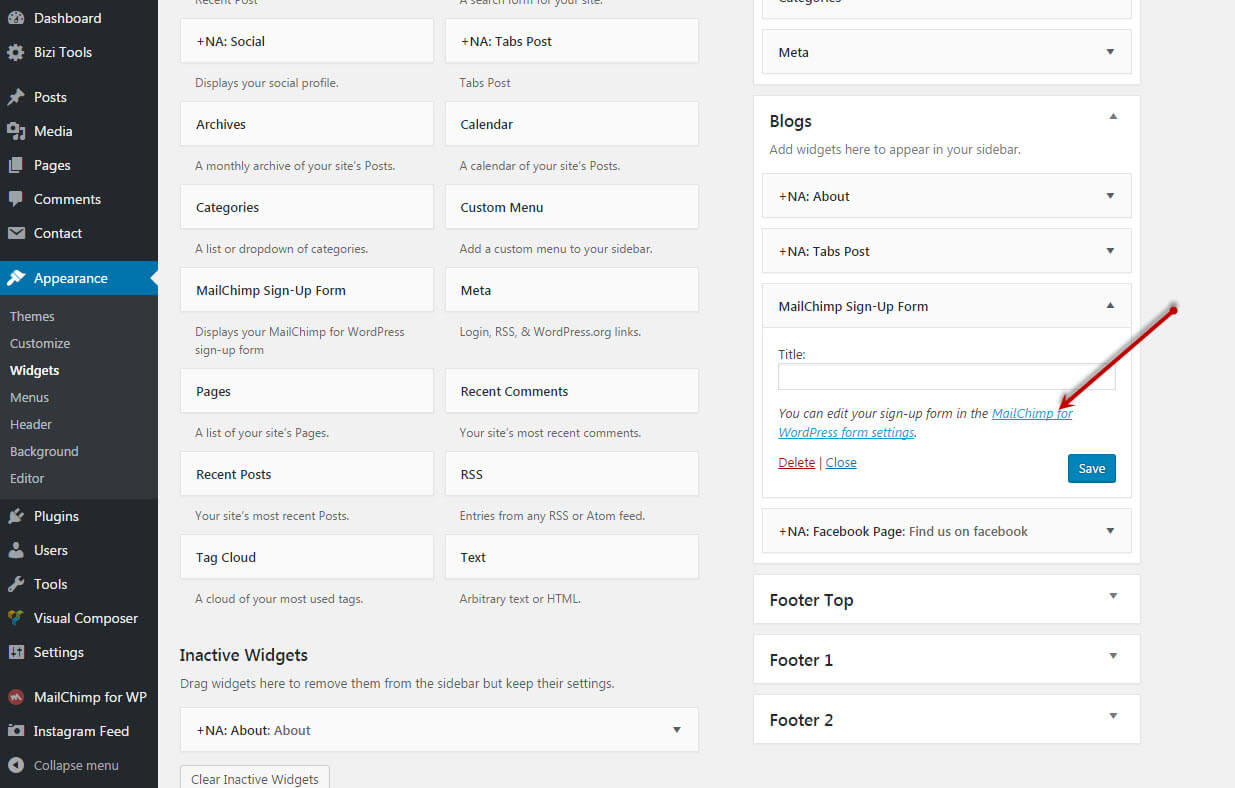 Dashboard
Bizi Tools
Posts
Media
Pages
Comments
Contact
Appearance
Themes
Customize
Widgets
Menus
Header
Background
Editor
Plugins
Users
Tools
Visual Composer
Settings
MailChimp for WP
Instagram Feed
Collapse menu
Recent Post
A search form for your site.
+NA: Social
+NA: Tabs Post
Displays your social profile.
Tabs Post
Archives
Calendar
A monthly archive of your site's Posts.
A calendar of your site's Posts.
Categories
Custom Menu
A list or dropdown of categories.
Add a custom menu to your sidebar.
MailChimp Sign-Up Form
Meta
Displays your MailChimp for WordPress
sign-up form
Login, RSS, & WordPress.org links.
Pages
Recent Comments
A list of your site's Pages.
Your site's most recent comments.
Recent Posts
RSS
Your site's most recent Posts.
Entries from any RSS or Atom feed.
Tag Cloud
Text
A cloud of your most used tags.
Arbitrary text or HTML.
Inactive Widgets
Drag widgets here to remove them from the sidebar but keep their settings.
+NA: About: About
Clear Inactive Widgets
Categories
Meta
Blogs
Add widgets here to appear in your sidebar.
+NA: About
+NA: Tabs Post
MailChimp Sign-Up Form
Title:
You can edit your sign-up form in the MailChimp for
WordPress form settings.
Delete | Close
Save
+NA: Facebook Page: Find us on facebook
Footer Top
Footer 1
Footer 2